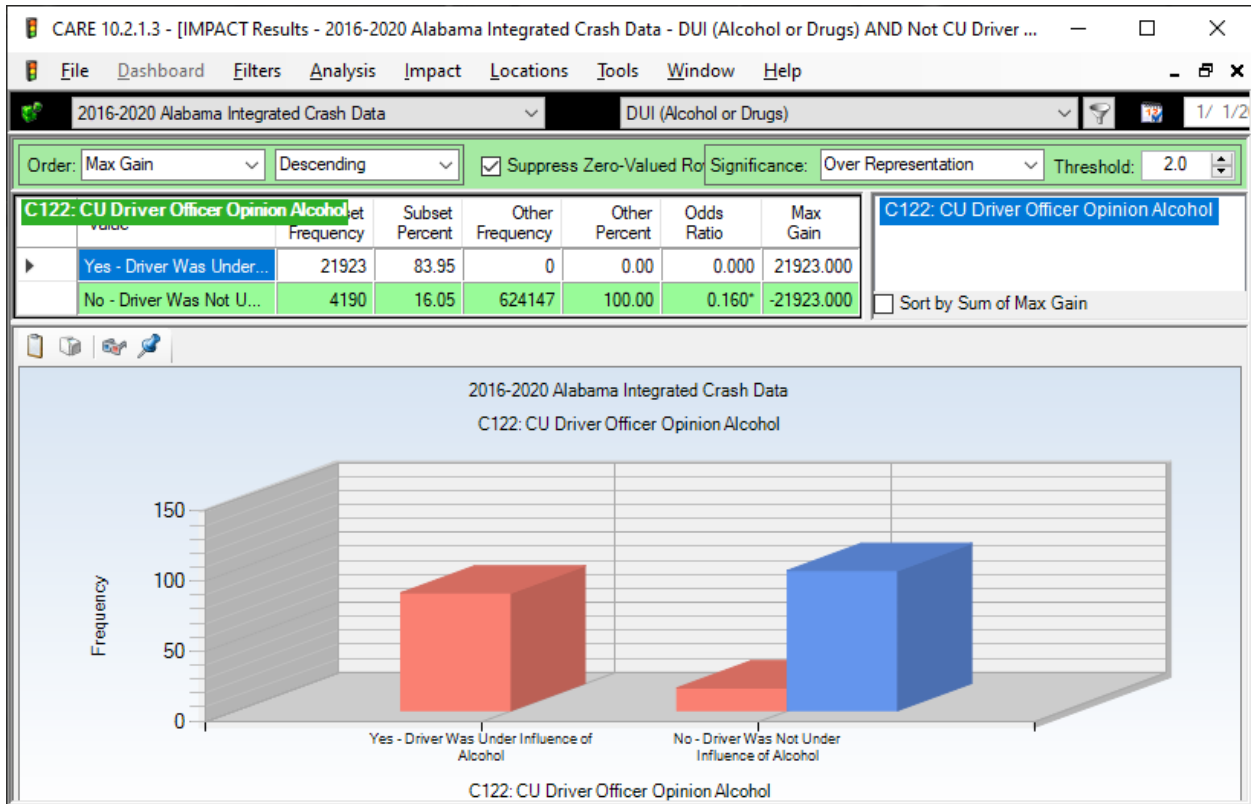 CARE 10.2.1.3 - [IMPACT Results - 2016-2020 Alabama Integrated Crash Data - DUI (Alcohol or Drugs) AND Not CU Driver ...
File Dashboard Filters Analysis Impact Locations Tools Window Help
2016-2020 Alabama Integrated Crash Data DUI (Alcohol or Drugs) 12 1/ 1/2
Order: Max Gain Descending Suppress Zero-Valued Ro Significance: Over Representation Threshold: 2.0
C122: CU Driver Officer Opinion Alcohol Frequency Subset Percent Other Frequency Other Percent Odds Ratio Max Gain
C122: CU Driver Officer Opinion Alcohol
Yes - Driver Was Under... 21923 83.95 0 0.00 0.000 21923.000
No - Driver Was Not U... 4190 16.05 624147 100.00 0.160* -21923.000
Sort by Sum of Max Gain
2016-2020 Alabama Integrated Crash Data
C122: CU Driver Officer Opinion Alcohol
Frequency
150
100
50
0
Yes - Driver Was Under Influence of
Alcohol
No - Driver Was Not Under
Influence of Alcohol
C122: CU Driver Officer Opinion Alcohol